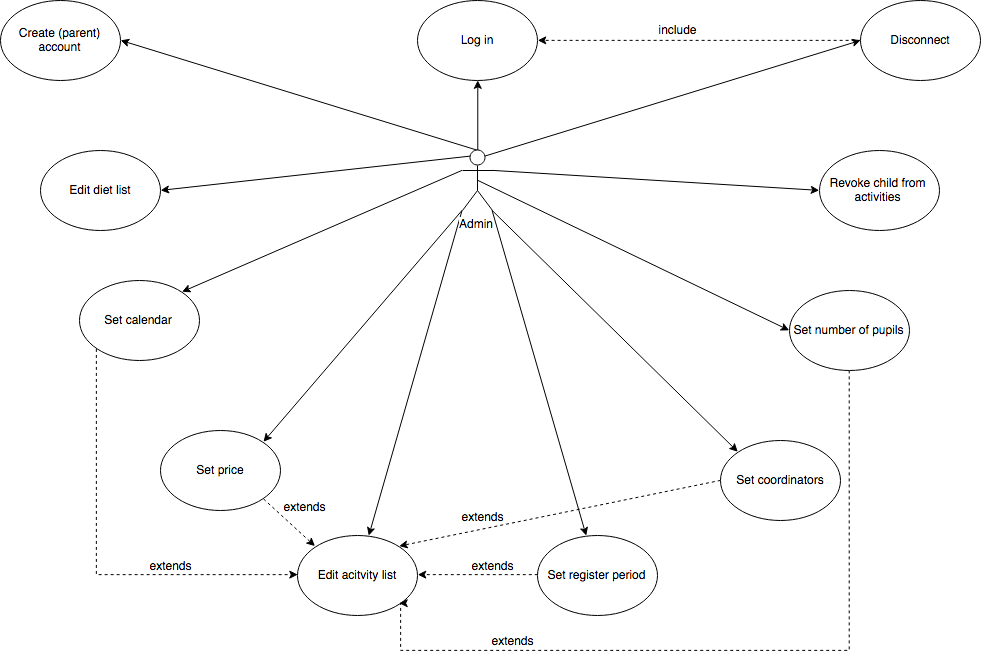 Create (parent)
account
Log in
include
Disconnect
Edit diet list
Revoke child from
activities
Admin
Set calendar
Set number of pupils
Set price
Set coordinators
extends
extends
extends
extends
Edit acitvity list
Set register period
extends